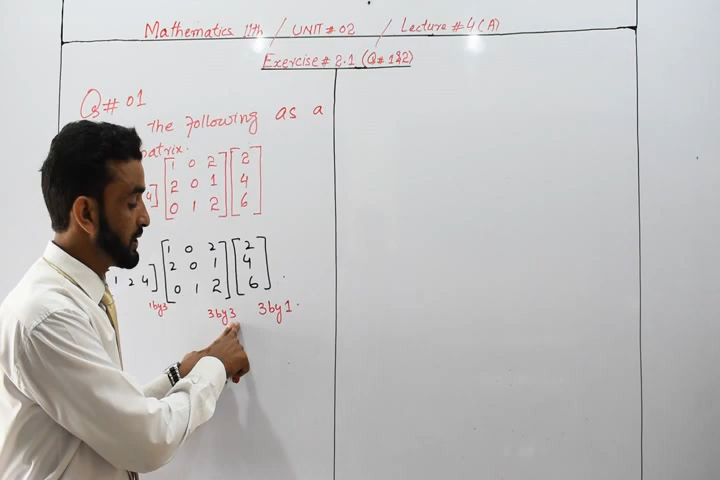 Mathematics 11th / UNIT # 02 / Lecture # 4 (A)
Exercise # 2.1 (Q# 1&2)
Q# 01
the following as a
matrix.
4] [1 0 2 [2
2 0 1 4
0 1 2] 6]
1 2 4] [1 0 2 [2
2 0 1 4
0 1 2] 6] .
1by3 3by3 3by1.